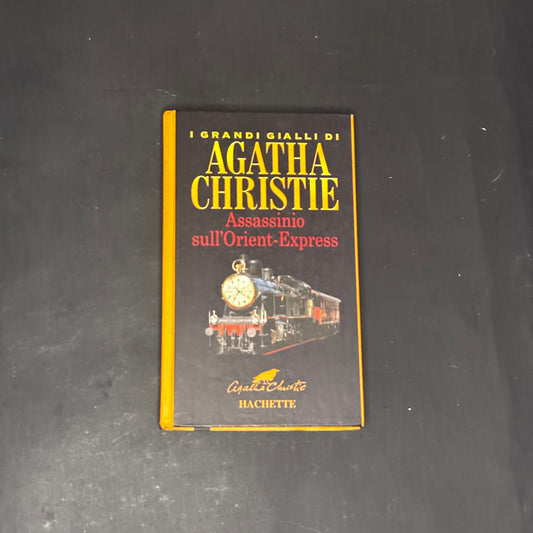 I GRANDI GIALLI DI
AGATHA
CHRISTIE
Assassinio
sull'Orient-Express
Agatha Christie
HACHETTE